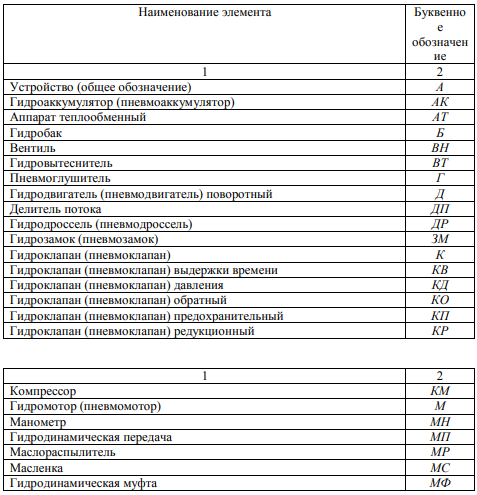 Наименование элемента Буквенно
е
обозначен
ие
1 2
Устройство (общее обозначение) А
Гидроаккумулятор (пневмоаккумулятор) АК
Аппарат теплообменный АТ
Гидробак Б
Вентиль ВН
Гидровытеснитель ВТ
Пневмоглушитель Г
Гидродвигатель (пневмодвигатель) поворотный Д
Делитель потока ДП
Гидродроссель (пневмодроссель) ДР
Гидрозамок (пневмозамок) ЗМ
Гидроклапан (пневмоклапан) К
Гидроклапан (пневмоклапан) выдержки времени КВ
Гидроклапан (пневмоклапан) давления КД
Гидроклапан (пневмоклапан) обратный КО
Гидроклапан (пневмоклапан) предохранительный КП
Гидроклапан (пневмоклапан) редукционный КР
1 2
Компрессор КМ
Гидромотор (пневмомотор) М
Манометр МН
Гидродинамическая передача МП
Маслораспылитель МР
Масленка МС
Гидродинамическая муфта МФ